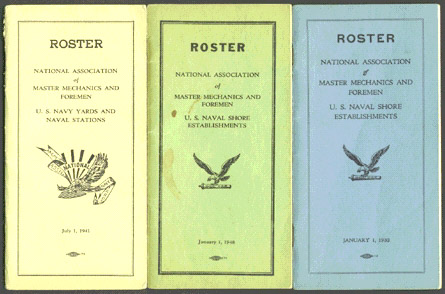 ROSTER
NATIONAL ASSOCIATION
of
MASTER MECHANICS AND
FOREMEN
U. S. NAVY YARDS AND
NAVAL STATIONS
NATIONAL
July 1, 1941
ROSTER
NATIONAL ASSOCIATION
of
MASTER MECHANICS AND
FOREMEN
U. S. NAVAL SHORE
ESTABLISHMENTS
January 1,
ROSTER
NATIONAL ASSOCIATION
of
MASTER MECHANICS AND
FOREMEN
U. S. NAVAL SHORE
ESTABLISHMENTS
JANUARY 1,